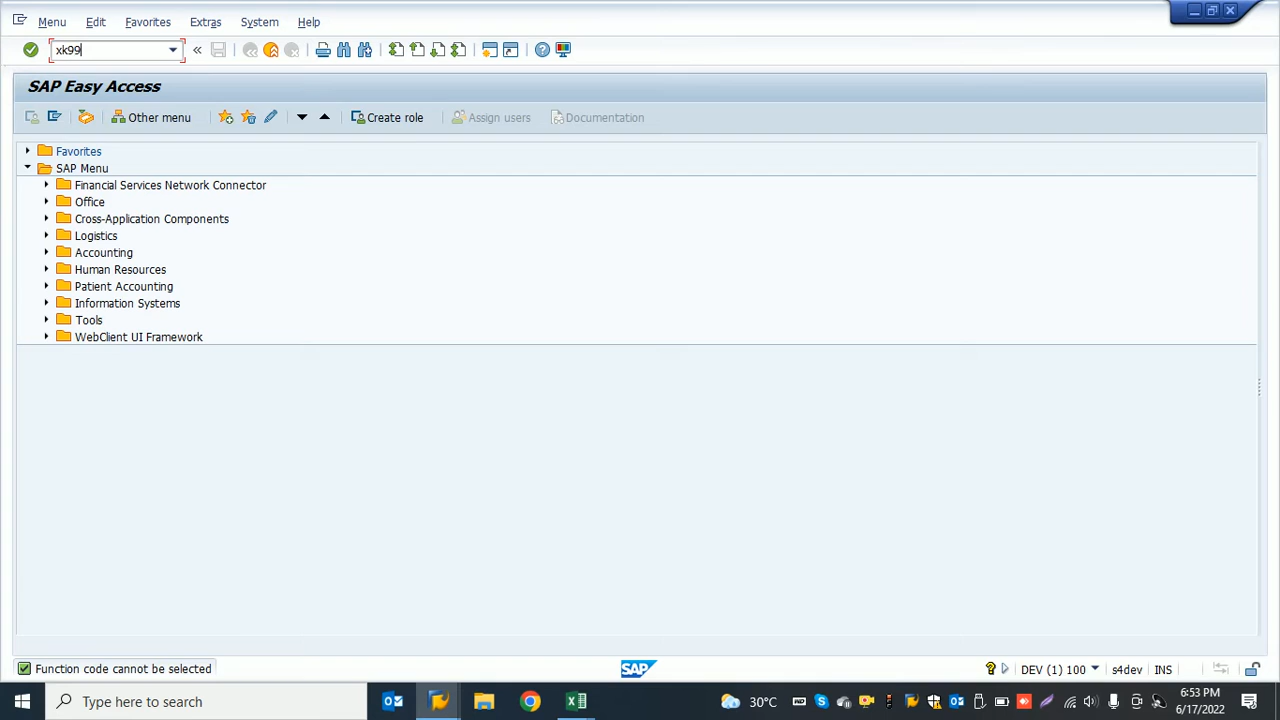 Menu Edit Favorites Extras System Help
xk99
SAP Easy Access
Other menu Create role Assign users Documentation
Favorites
SAP Menu
Financial Services Network Connector
Office
Cross-Application Components
Logistics
Accounting
Human Resources
Patient Accounting
Information Systems
Tools
WebClient UI Framework
Function code cannot be selected SAP DEV (1) 100 s4dev INS
Type here to search 30°C 6:53 PM
6/17/2022